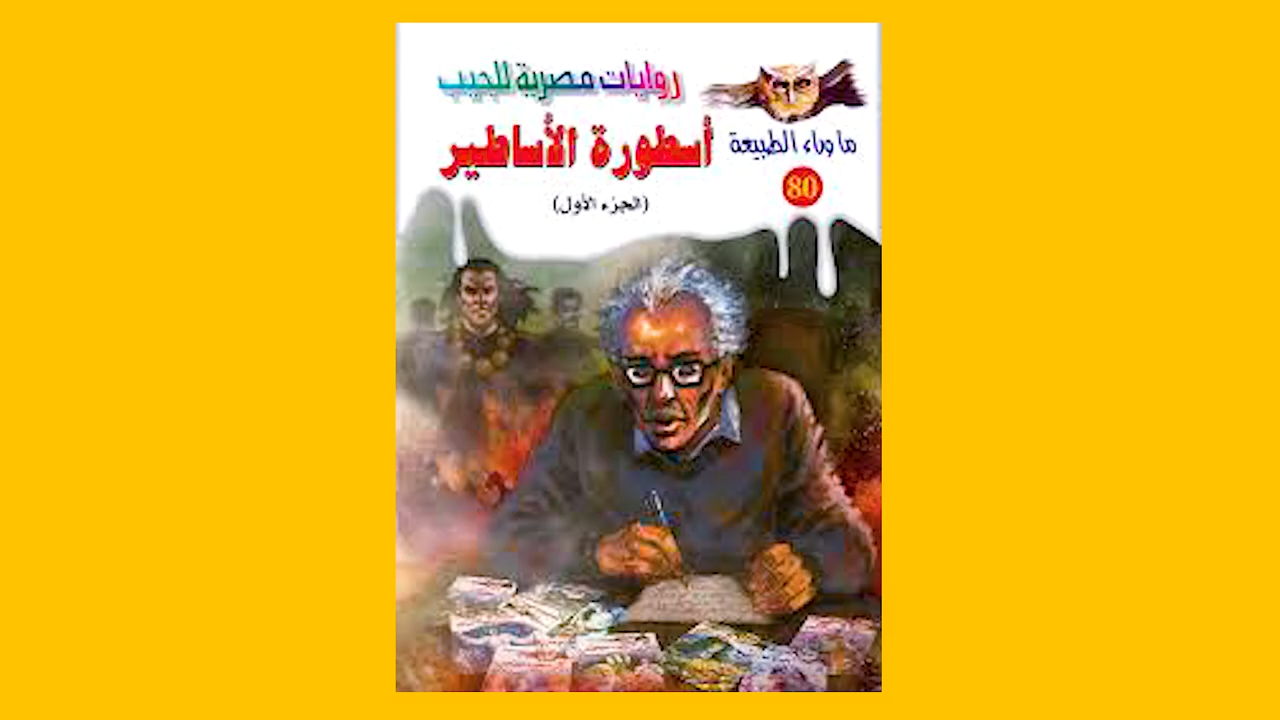 روايات مصرية للجيب
ما وراء الطبيعة
80
أسطورة الأساطير
(الجزء الأول)